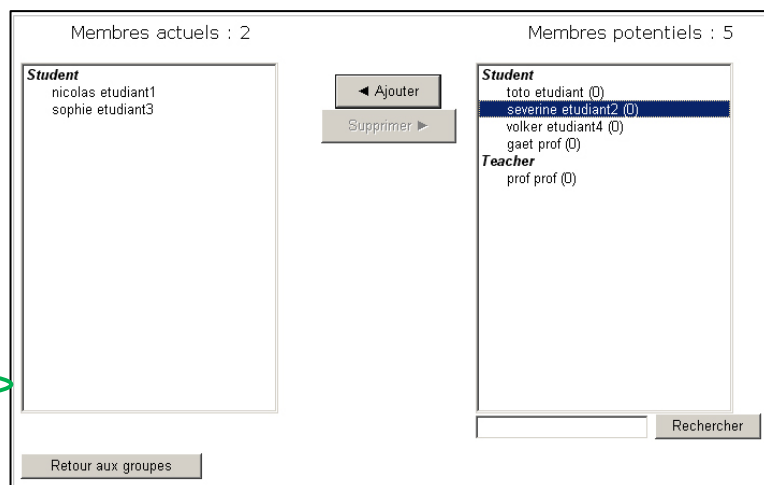 Membres actuels : 2
Student
nicolas etudiant1
sophie etudiant3
◄ Ajouter
Supprimer ►
Membres potentiels : 5
Student
toto etudiant (0)
severine etudiant2 (0)
volker etudiant4 (0)
gaet prof (0)
Teacher
prof prof (0)
Rechercher
Retour aux groupes